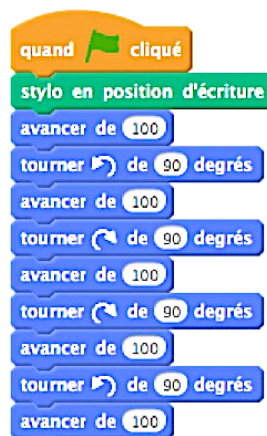 quand cliqué
stylo en position d'écriture
avancer de 100
tourner de 90 degrés
avancer de 100
tourner de 90 degrés
avancer de 100
tourner de 90 degrés
avancer de 100
tourner de 90 degrés
avancer de 100